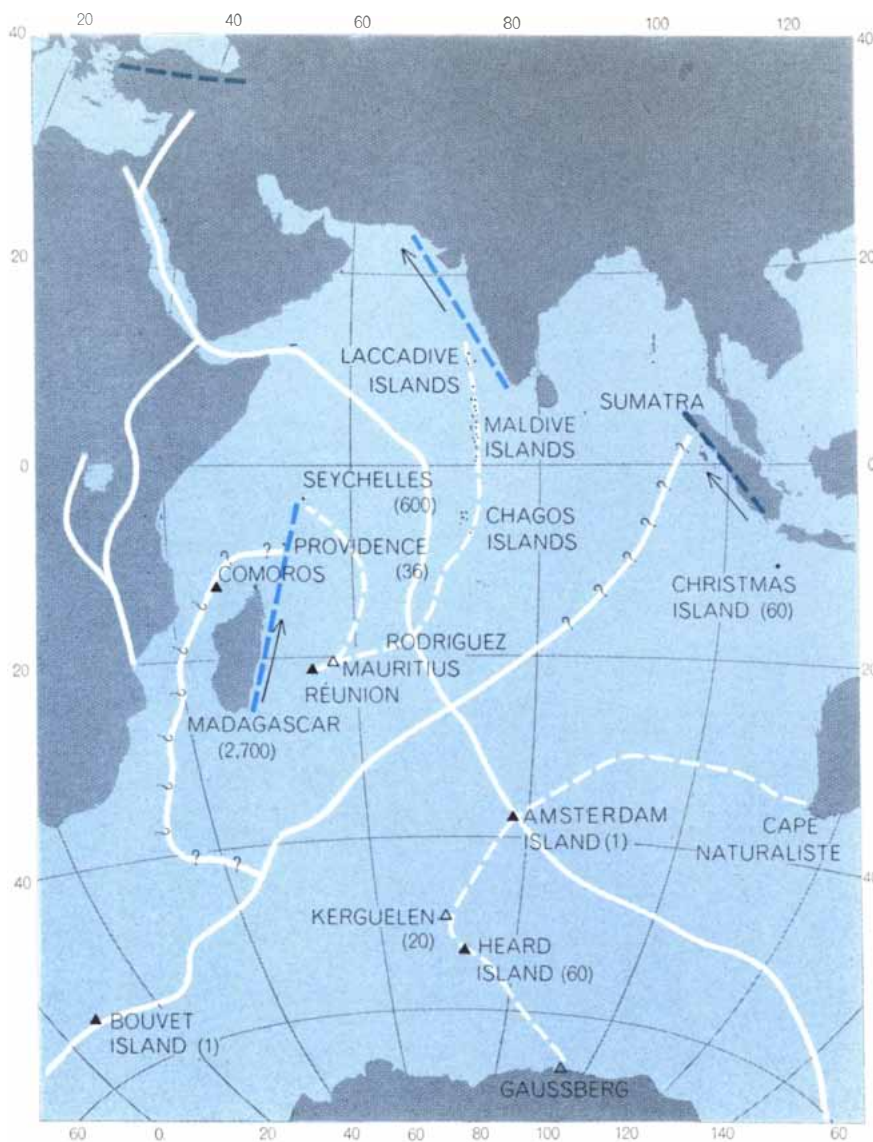 20 40 60 80 100 120
40 40
20 20
LACCADIVE
ISLANDS
SUMATRA
MALDIVE
ISLANDS
0 0
SEYCHELLES
(600)
CHAGOS
ISLANDS
PROVIDENCE
(36)
COMOROS
CHRISTMAS
ISLAND (60)
RODRIGUEZ
20 20
MAURITIUS
RÉUNION
MADAGASCAR
(2,700)
AMSTERDAM
ISLAND (1)
CAPE
NATURALISTE
40 40
KERGUELEN
(20)
HEARD
ISLAND (60)
BOUVET
ISLAND (1)
GAUSSBERG
60 0. 20 40 60 80 100 120 140 60
? ? ? ? ? ? ? ? ? ? ? ? ? ? ? ?